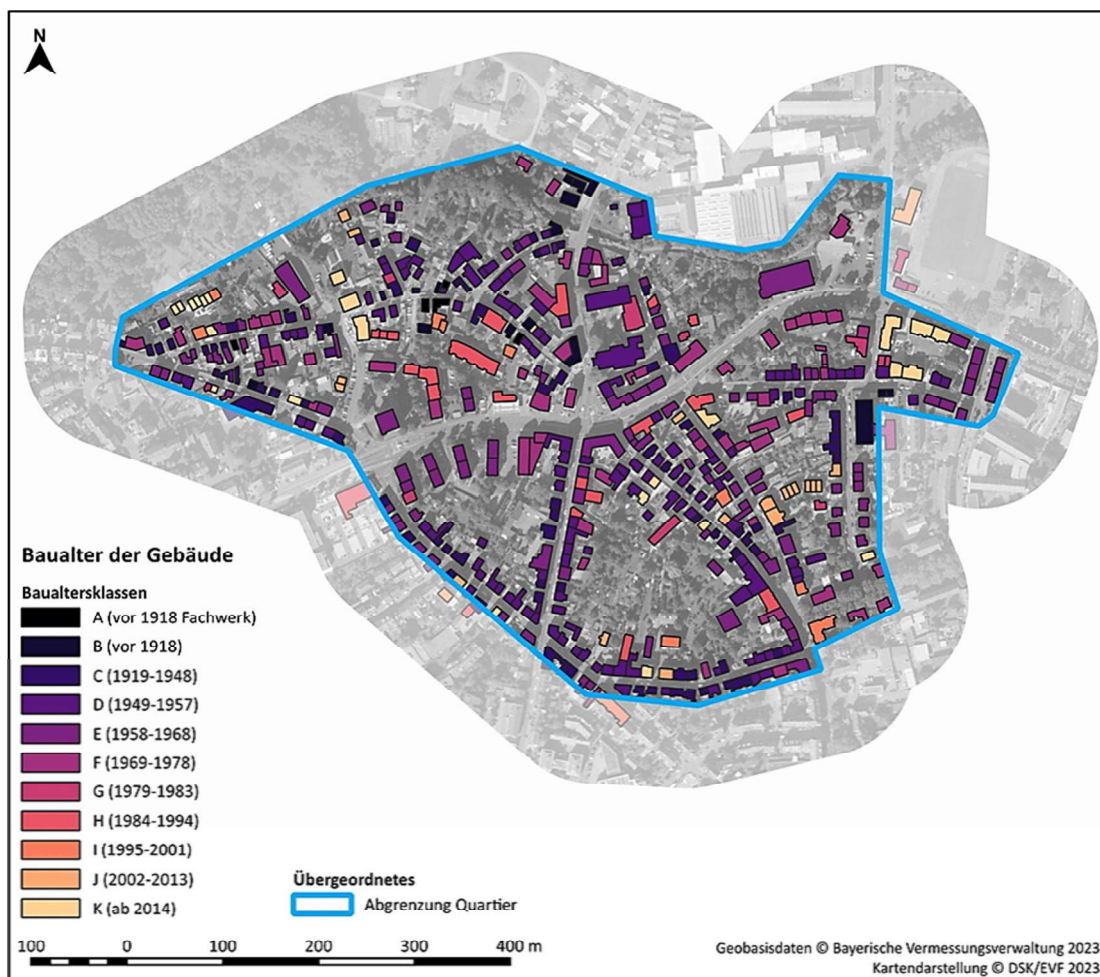 N
Baualter der Gebäude
Baualtersklassen
A (vor 1918 Fachwerk)
B (vor 1918)
C (1919-1948)
D (1949-1957)
E (1958-1968)
F (1969-1978)
G (1979-1983)
H (1984-1994)
I (1995-2001)
J (2002-2013)
K (ab 2014)
Übergeordnetes
Abgrenzung Quartier
100 0 100 200 300 400 m
Geobasisdaten © Bayerische Vermessungsverwaltung 2023
Kartendarstellung © DSK/EVF 2023